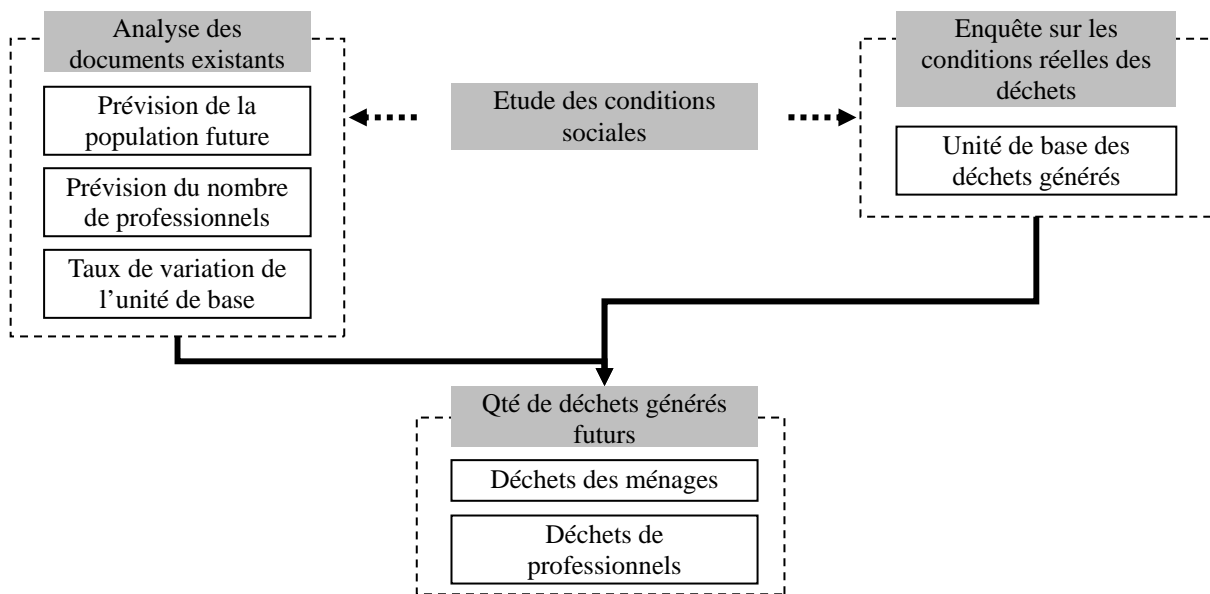 Analyse des
documents existants
Prévision de la
population future
Prévision du nombre
de professionnels
Taux de variation de
l’unité de base
Etude des conditions
sociales
Enquête sur les
conditions réelles des
déchets
Unité de base des
déchets générés
Qté de déchets générés
futurs
Déchets des ménages
Déchets de
professionnels